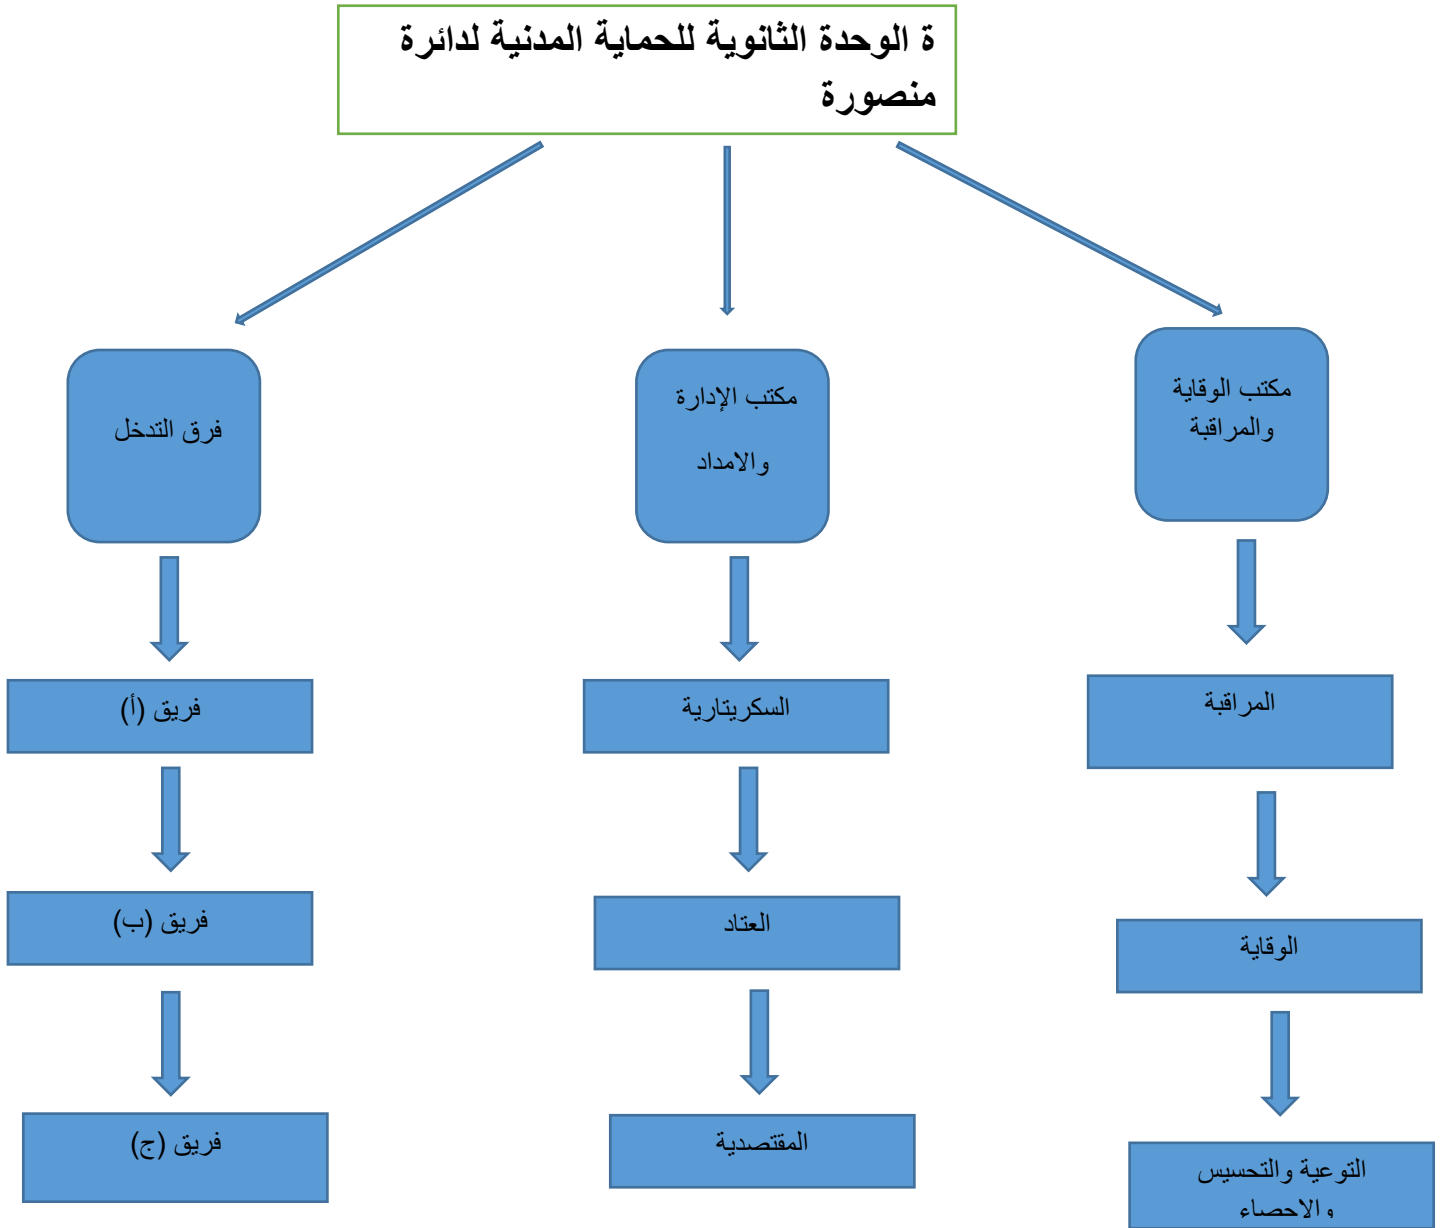 ة الوحدة الثانوية للحماية المدنية لدائرة
منصورة
مكتب الوقاية
والمراقبة
مكتب الإدارة
والامداد
فرق التدخل
المراقبة
السكريتارية
فريق (أ)
الوقاية
العتاد
فريق (ب)
التوعية والتحسيس
والاحصاء
المقتصدية
فريق (ج)